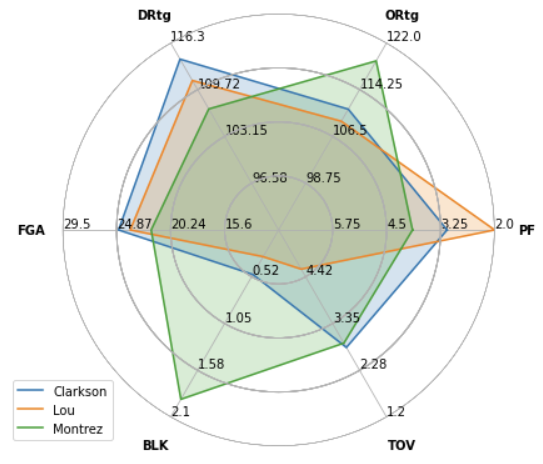 DRtg
ORtg
116.3
122.0
109.72
114.25
103.15
106.5
96.58
98.75
FGA
29.5
24.87
20.24
15.6
5.75
4.5
3.25
2.0
PF
0.52
4.42
1.05
3.35
1.58
2.28
2.1
1.2
BLK
TOV
Clarkson
Lou
Montrez